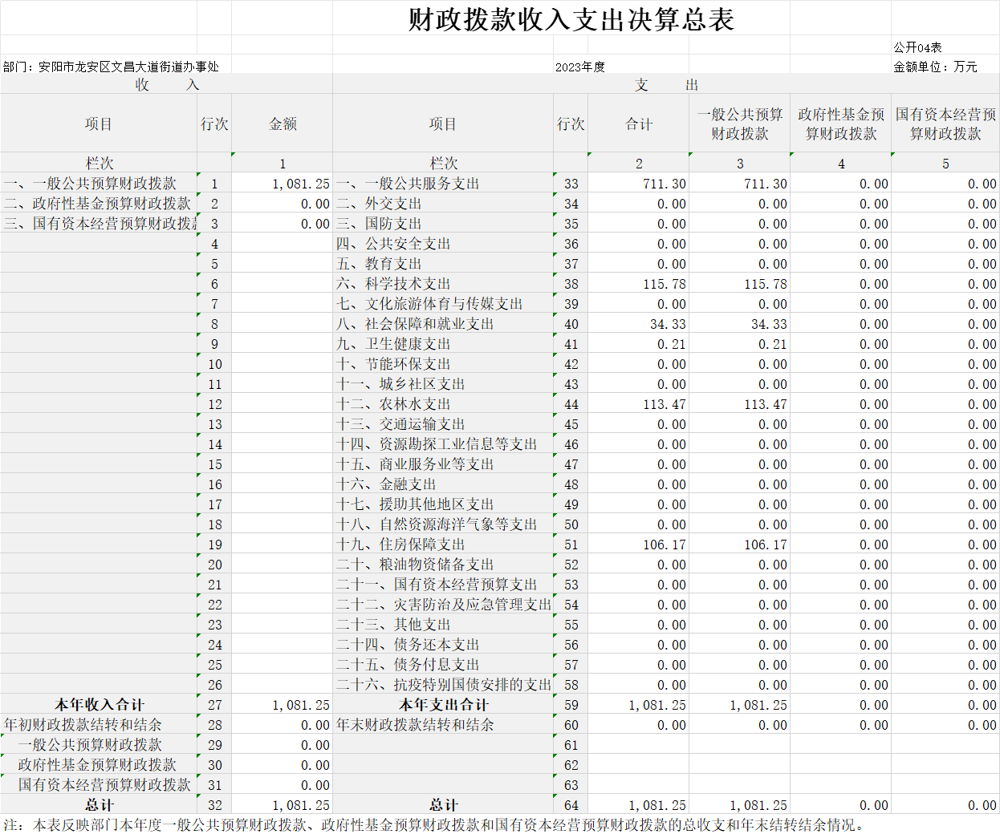 财政拨款收入支出决算总表
公开04表
部门：安阳市龙安区文昌大道街道办事处 2023年度 金额单位：万元
收 入 支 出
项目 行次 金额 项目 行次 合计 一般公共预算财政拨款 政府性基金预算财政拨款 国有资本经营预算财政拨款
栏次 1 栏次 2 3 4 5
一、一般公共预算财政拨款 1 1,081.25 一、一般公共服务支出 33 711.30 711.30 0.00 0.00
二、政府性基金预算财政拨款 2 0.00 二、外交支出 34 0.00 0.00 0.00 0.00
三、国有资本经营预算财政拨 3 0.00 三、国防支出 35 0.00 0.00 0.00 0.00
4 四、公共安全支出 36 0.00 0.00 0.00 0.00
5 五、教育支出 37 0.00 0.00 0.00 0.00
6 六、科学技术支出 38 115.78 115.78 0.00 0.00
7 七、文化旅游体育与传媒支出 39 0.00 0.00 0.00 0.00
8 八、社会保障和就业支出 40 34.33 34.33 0.00 0.00
9 九、卫生健康支出 41 0.21 0.21 0.00 0.00
10 十、节能环保支出 42 0.00 0.00 0.00 0.00
11 十一、城乡社区支出 43 0.00 0.00 0.00 0.00
12 十二、农林水支出 44 113.47 113.47 0.00 0.00
13 十三、交通运输支出 45 0.00 0.00 0.00 0.00
14 十四、资源勘探工业信息等支出 46 0.00 0.00 0.00 0.00
15 十五、商业服务业等支出 47 0.00 0.00 0.00 0.00
16 十六、金融支出 48 0.00 0.00 0.00 0.00
17 十七、援助其他地区支出 49 0.00 0.00 0.00 0.00
18 十八、自然资源海洋气象等支出 50 0.00 0.00 0.00 0.00
19 十九、住房保障支出 51 106.17 106.17 0.00 0.00
20 二十、粮油物资储备支出 52 0.00 0.00 0.00 0.00
21 二十一、国有资本经营预算支出 53 0.00 0.00 0.00 0.00
22 二十二、灾害防治及应急管理支出 54 0.00 0.00 0.00 0.00
23 二十三、其他支出 55 0.00 0.00 0.00 0.00
24 二十四、债务还本支出 56 0.00 0.00 0.00 0.00
25 二十五、债务付息支出 57 0.00 0.00 0.00 0.00
26 二十六、抗疫特别国债安排的支出 58 0.00 0.00 0.00 0.00
本年收入合计 27 1,081.25 本年支出合计 59 1,081.25 1,081.25 0.00 0.00
年初财政拨款结转和结余 28 0.00 年末财政拨款结转和结余 60 0.00 0.00 0.00 0.00
一般公共预算财政拨款 29 0.00 61
政府性基金预算财政拨款 30 0.00 62
国有资本经营预算财政拨款 31 0.00 63
总计 32 1,081.25 总计 64 1,081.25 1,081.25 0.00 0.00
注：本表反映部门本年度一般公共预算财政拨款、政府性基金预算财政拨款和国有资本经营预算财政拨款的总收支和年末结转结余情况。